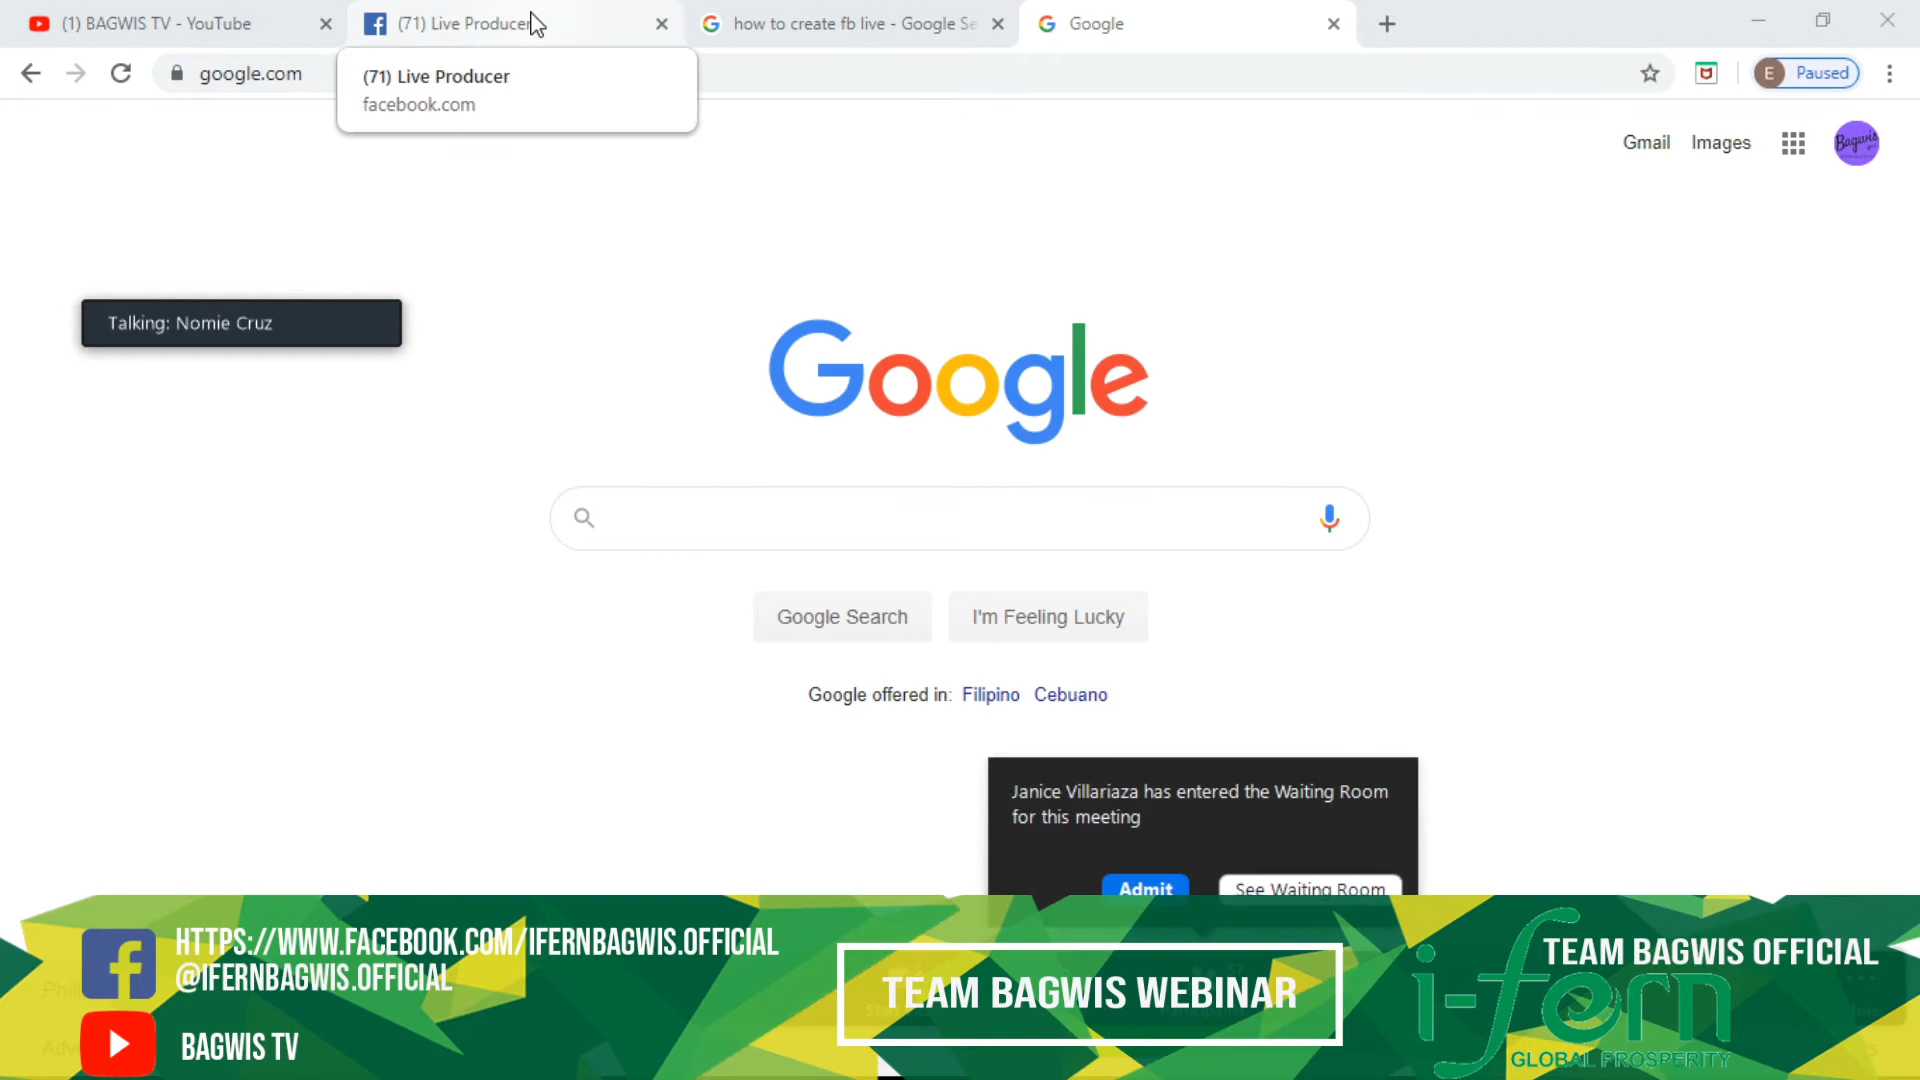 (1) BAGWIS TV - YouTube
(71) Live Producer
how to create fb live - Google Se
Google
google.com
Paused
E
(71) Live Producer
facebook.com
Gmail
Images
Bagwis
Talking: Nomie Cruz
Google
Google Search
I'm Feeling Lucky
Google offered in: Filipino Cebuano
Janice Villariaza has entered the Waiting Room
for this meeting
Admit
See Waiting Room
HTTPS://WWW.FACEBOOK.COM/IFERNBAGWIS.OFFICIAL
@IFERNBAGWIS.OFFICIAL
BAGWIS TV
TEAM BAGWIS WEBINAR
TEAM BAGWIS OFFICIAL
i-fern
GLOBAL PROSPERITY